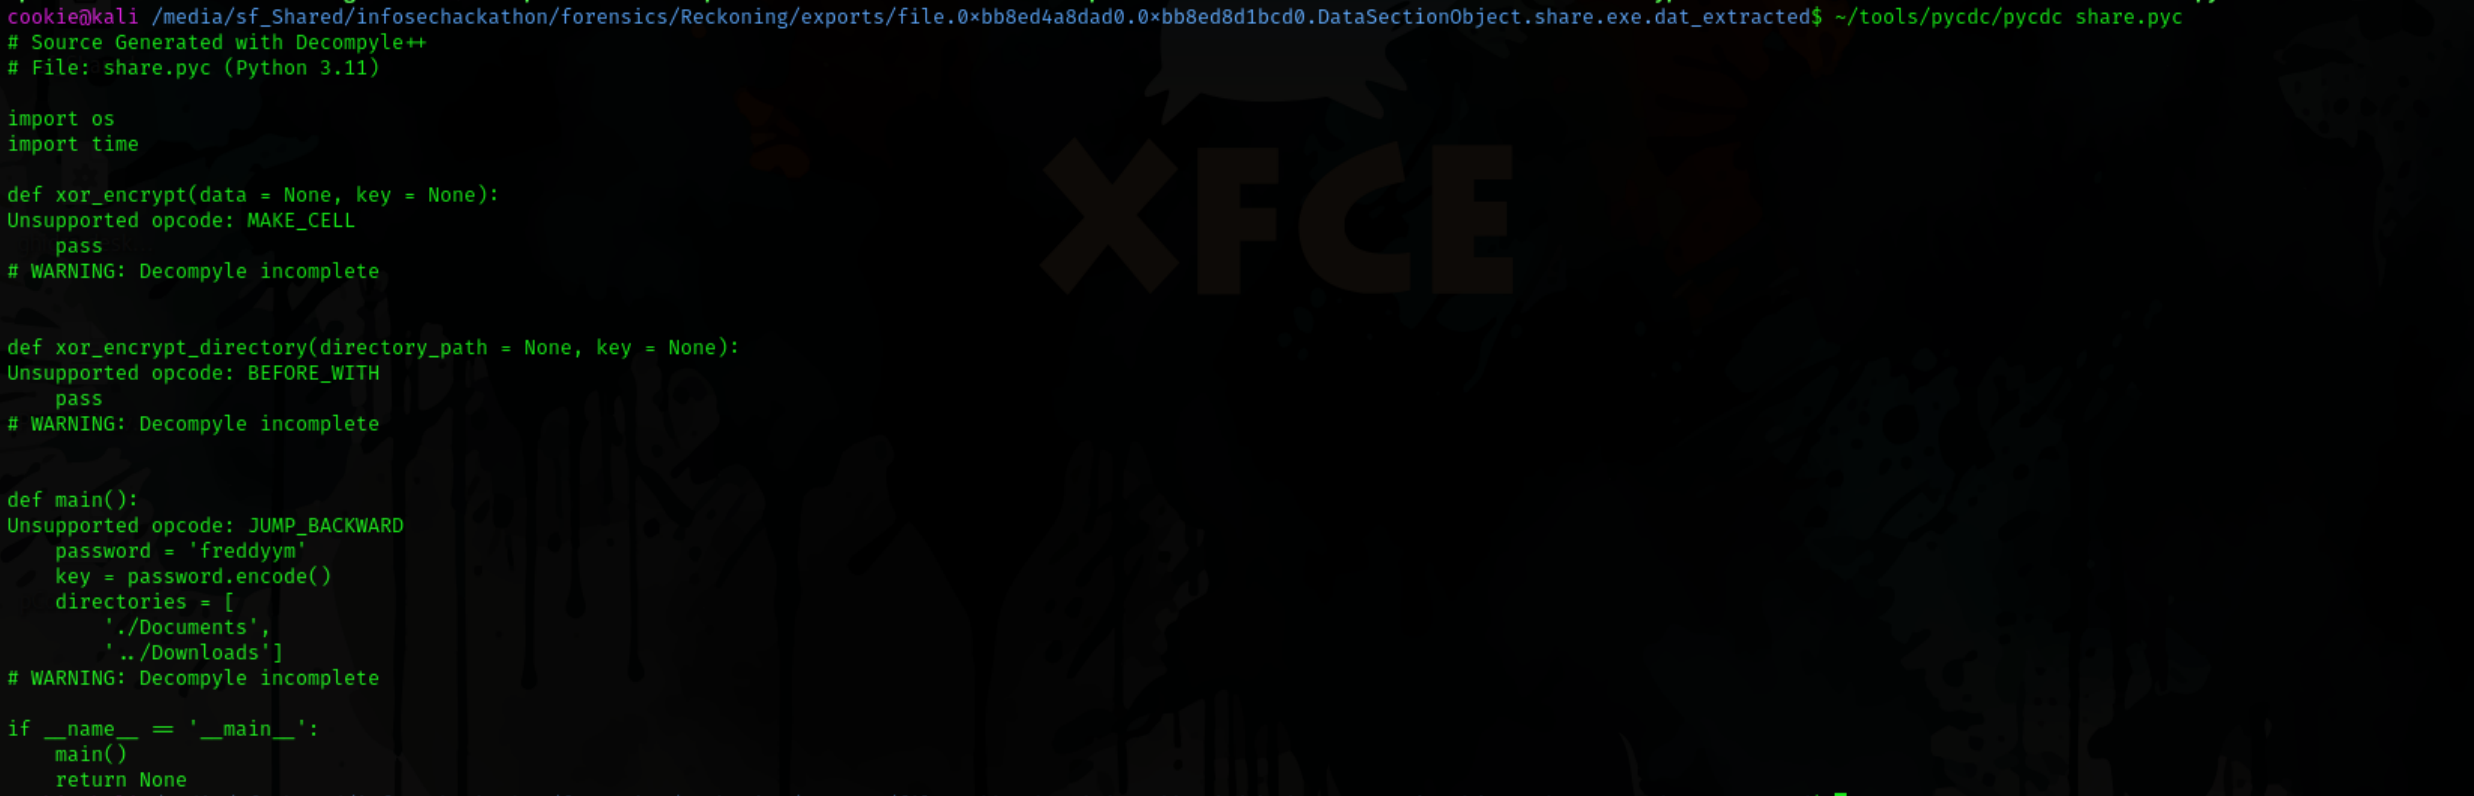 cookie@kali /media/sf_Shared/infosechackathon/forensics/Reckoning/exports/file.0×bb8ed4a8dad0.0×bb8ed8d1bcd0.DataSectionObject.share.exe.dat_extracted$ ~/tools/pycdc/pycdc share.pyc
# Source Generated with Decompyle++
# File: share.pyc (Python 3.11)
import os
import time
def xor_encrypt(data = None, key = None):
Unsupported opcode: MAKE_CELL
    pass
# WARNING: Decompyle incomplete
def xor_encrypt_directory(directory_path = None, key = None):
Unsupported opcode: BEFORE_WITH
    pass
# WARNING: Decompyle incomplete
def main():
Unsupported opcode: JUMP_BACKWARD
    password = 'freddyym'
    key = password.encode()
    directories = [
        './Documents',
        '../Downloads']
# WARNING: Decompyle incomplete
if __name__ == '__main__':
    main()
    return None
XFCE